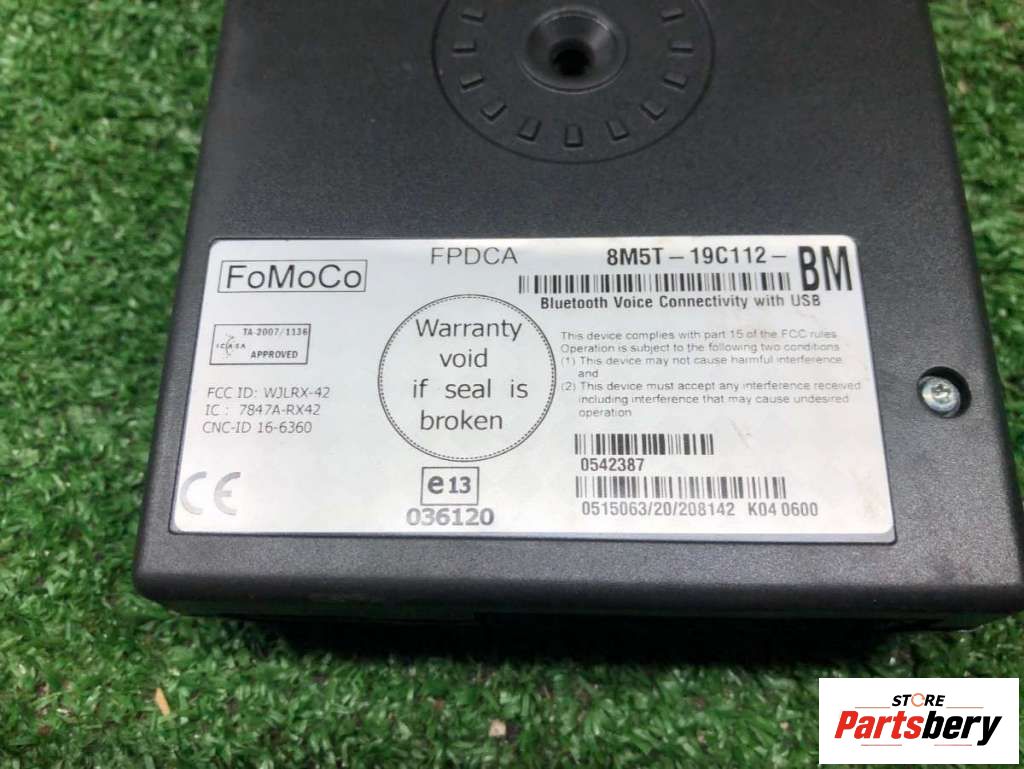 FoMoCo
FPDCA
8M5T-19C112-BM
Bluetooth Voice Connectivity with USB
TA-2007/1136
ICASA
APPROVED
FCC ID: WJLRX-42
IC : 7847A-RX42
CNC-ID 16-6360
CE
Warranty
void
if seal is
broken
e13
036120
This device complies with part 15 of the FCC rules
Operation is subject to the following two conditions
(1) This device may not cause harmful interference
and
(2) This device must accept any interference received
including interference that may cause undesired
operation
0542387
0515063/20/208142 K04 0600
STORE
Partsbery